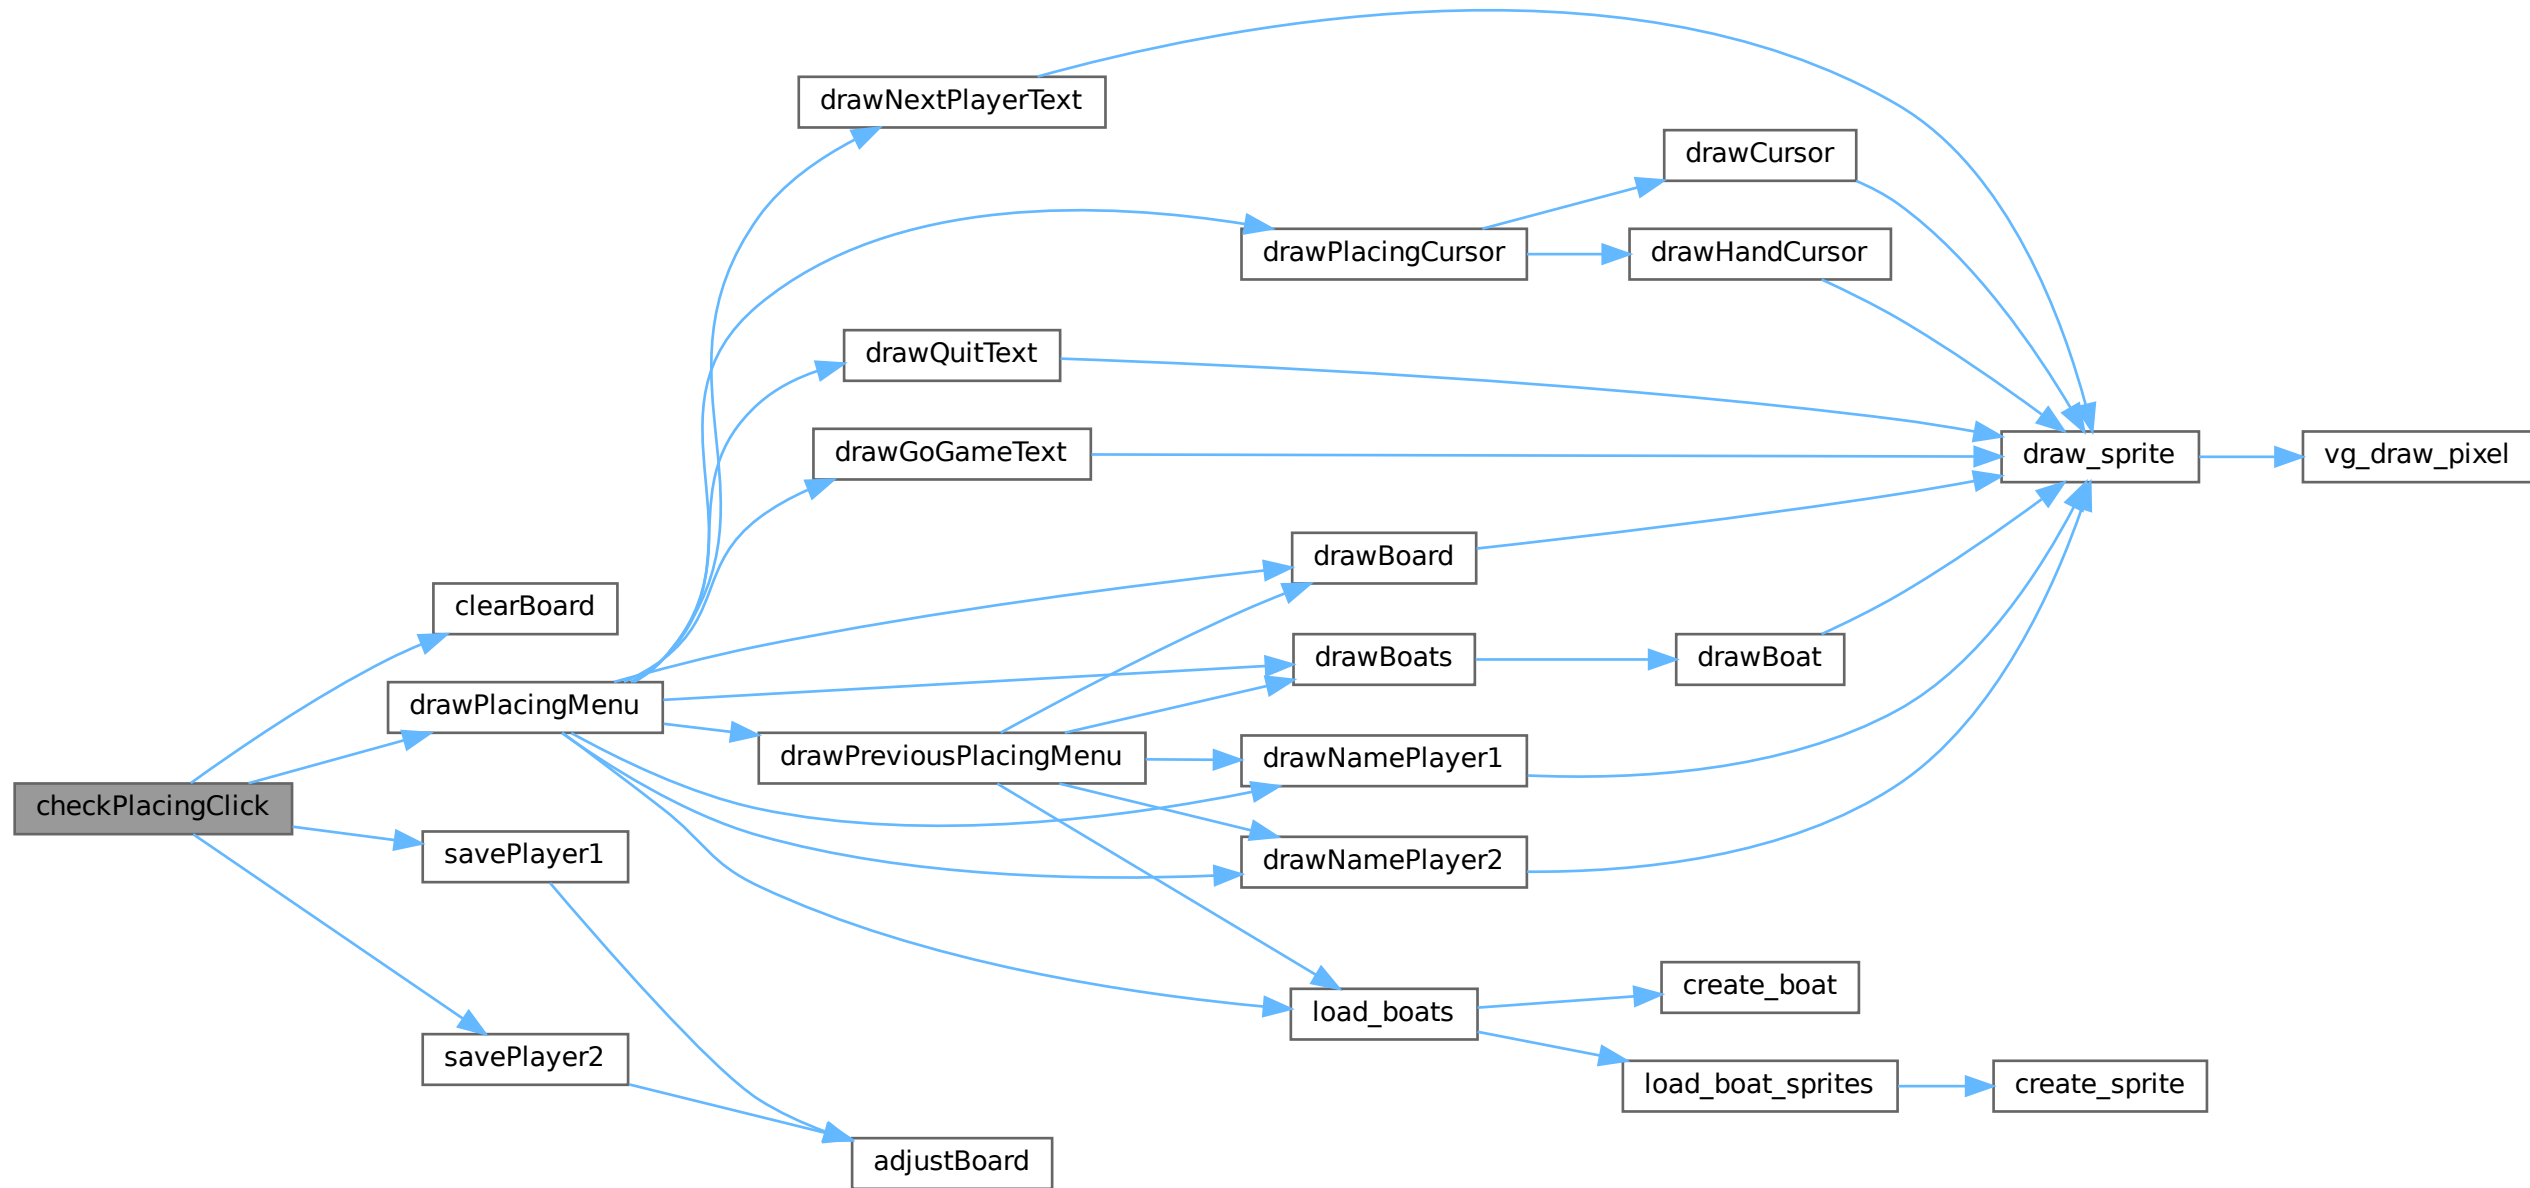 drawNextPlayerText
drawCursor
drawPlacingCursor
drawHandCursor
drawQuitText
drawGoGameText
draw_sprite
vg_draw_pixel
drawBoard
clearBoard
drawBoats
drawBoat
drawPlacingMenu
drawPreviousPlacingMenu
drawNamePlayer1
checkPlacingClick
savePlayer1
drawNamePlayer2
create_boat
load_boats
savePlayer2
load_boat_sprites
create_sprite
adjustBoard